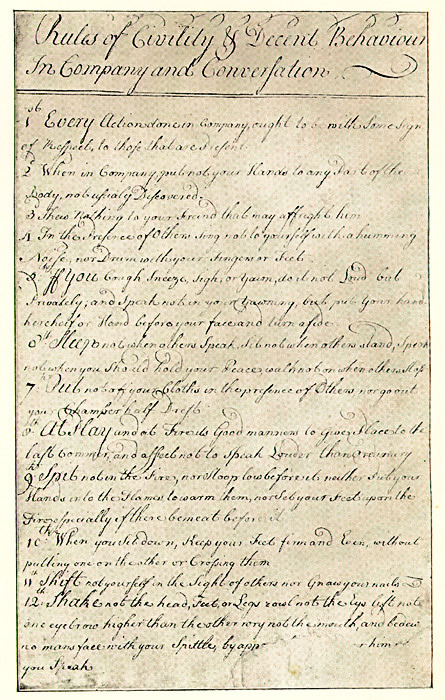 Rules of Civility & Decent Behaviour
In Company and Conversation
1st Every Action done in Company, ought to be with Some Sign
of Respect, to those that are Present.
2d When in Company, put not your Hands to any Part of the
Body, not usualy Discovered.
3 Shew Nothing to your Freind that may affright him
4 In the Presence of Others sing not to yourself with a humming
Noise, nor Drum with your Fingers or Feet
5 If You Cough, Sneeze, Sigh, or Yawn, do it not Loud but
Privately; and Speak not in your Yawning, but put Your hand
kercheif or Hand before your face and turn aside
6th Sleep not when others Speak, Sit not when others stand, Speak
not when you Should hold your Peace, walk not on when others Stop
7th Put not off your Cloths in the presence of Others, nor go out
your Chamber half Drest
8th At Play and at Fire its Good manners to Give Place to the
last Commer, and affect not to Speak Louder than ordinary
9th Spit not in the Fire, nor Stoop low before it neither Put your
Hands into the Flames to warm them, nor Set your Feet upon the
Fire especially if there be meat before it
10th When you Sit down, Keep your Feet firm and Even, without
putting one on the other or Crossing them
11th Shift not yourself in the Sight of others nor Gnaw your nails
12th Shake not the head, Feet, or Legs rowl not the Eys lift not
one eyebrow higher than the other wry not the mouth, and bedew
no mans face with your Spittle, by app
you Speak